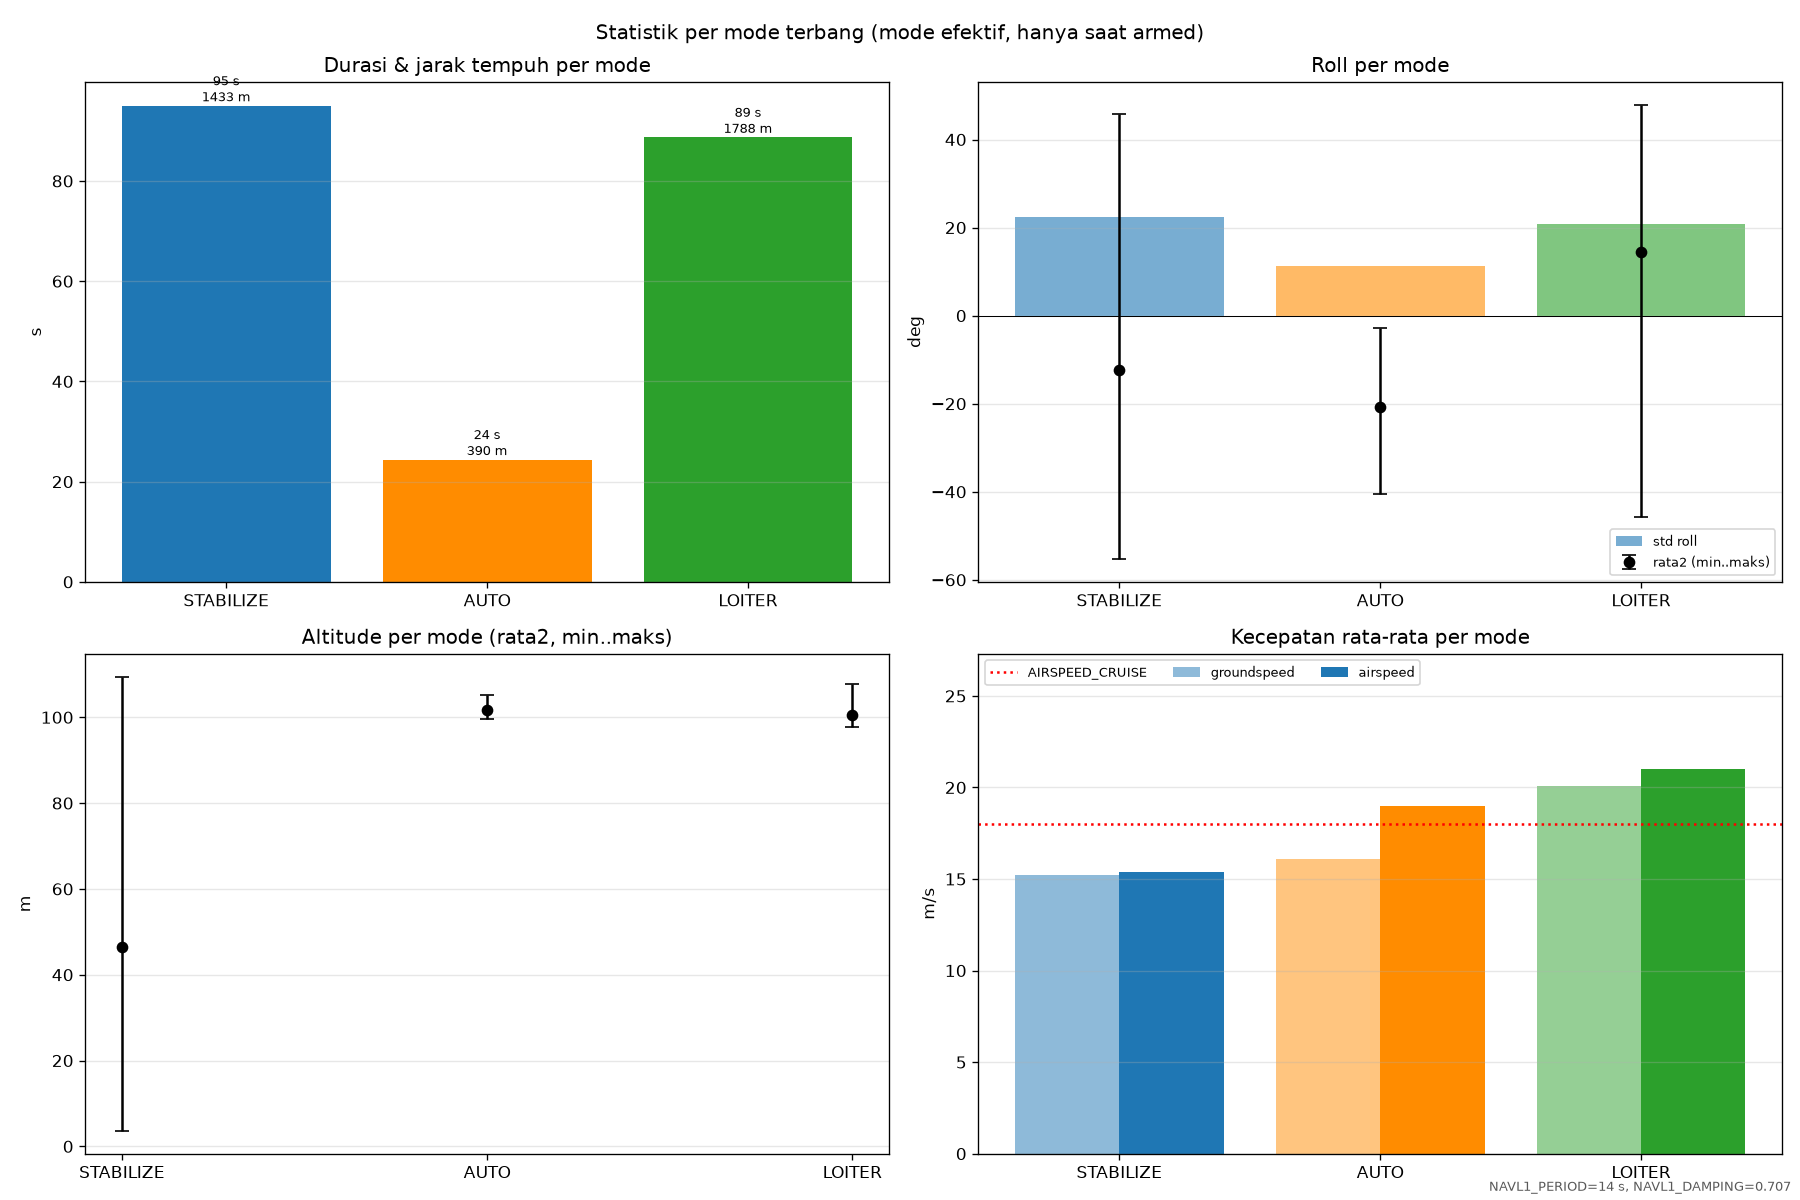 Statistik per mode terbang (mode efektif, hanya saat armed)
Durasi & jarak tempuh per mode
s
0
20
40
60
80
95 s
1433 m
24 s
390 m
89 s
1788 m
STABILIZE
AUTO
LOITER
Roll per mode
deg
40
20
0
−20
−40
−60
std roll
rata2 (min..maks)
STABILIZE
AUTO
LOITER
Altitude per mode (rata2, min..maks)
m
100
80
60
40
20
0
STABILIZE
AUTO
LOITER
Kecepatan rata-rata per mode
AIRSPEED_CRUISE
groundspeed
airspeed
m/s
25
20
15
10
5
0
STABILIZE
AUTO
LOITER
NAVL1_PERIOD=14 s, NAVL1_DAMPING=0.707